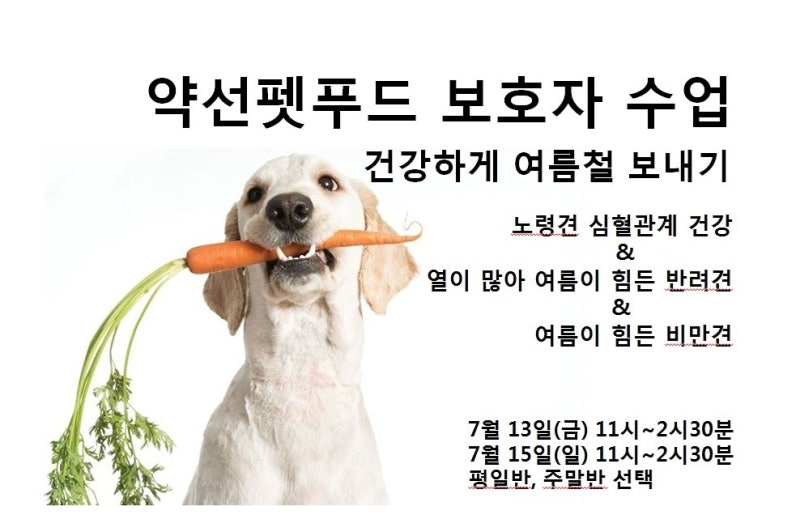 약선펫푸드 보호자 수업
건강하게 여름철 보내기
노령견 심혈관계 건강
&
열이 많아 여름이 힘든 반려견
&
여름이 힘든 비만견
7월 13일(금) 11시~2시30분
7월 15일(일) 11시~2시30분
평일반, 주말반 선택